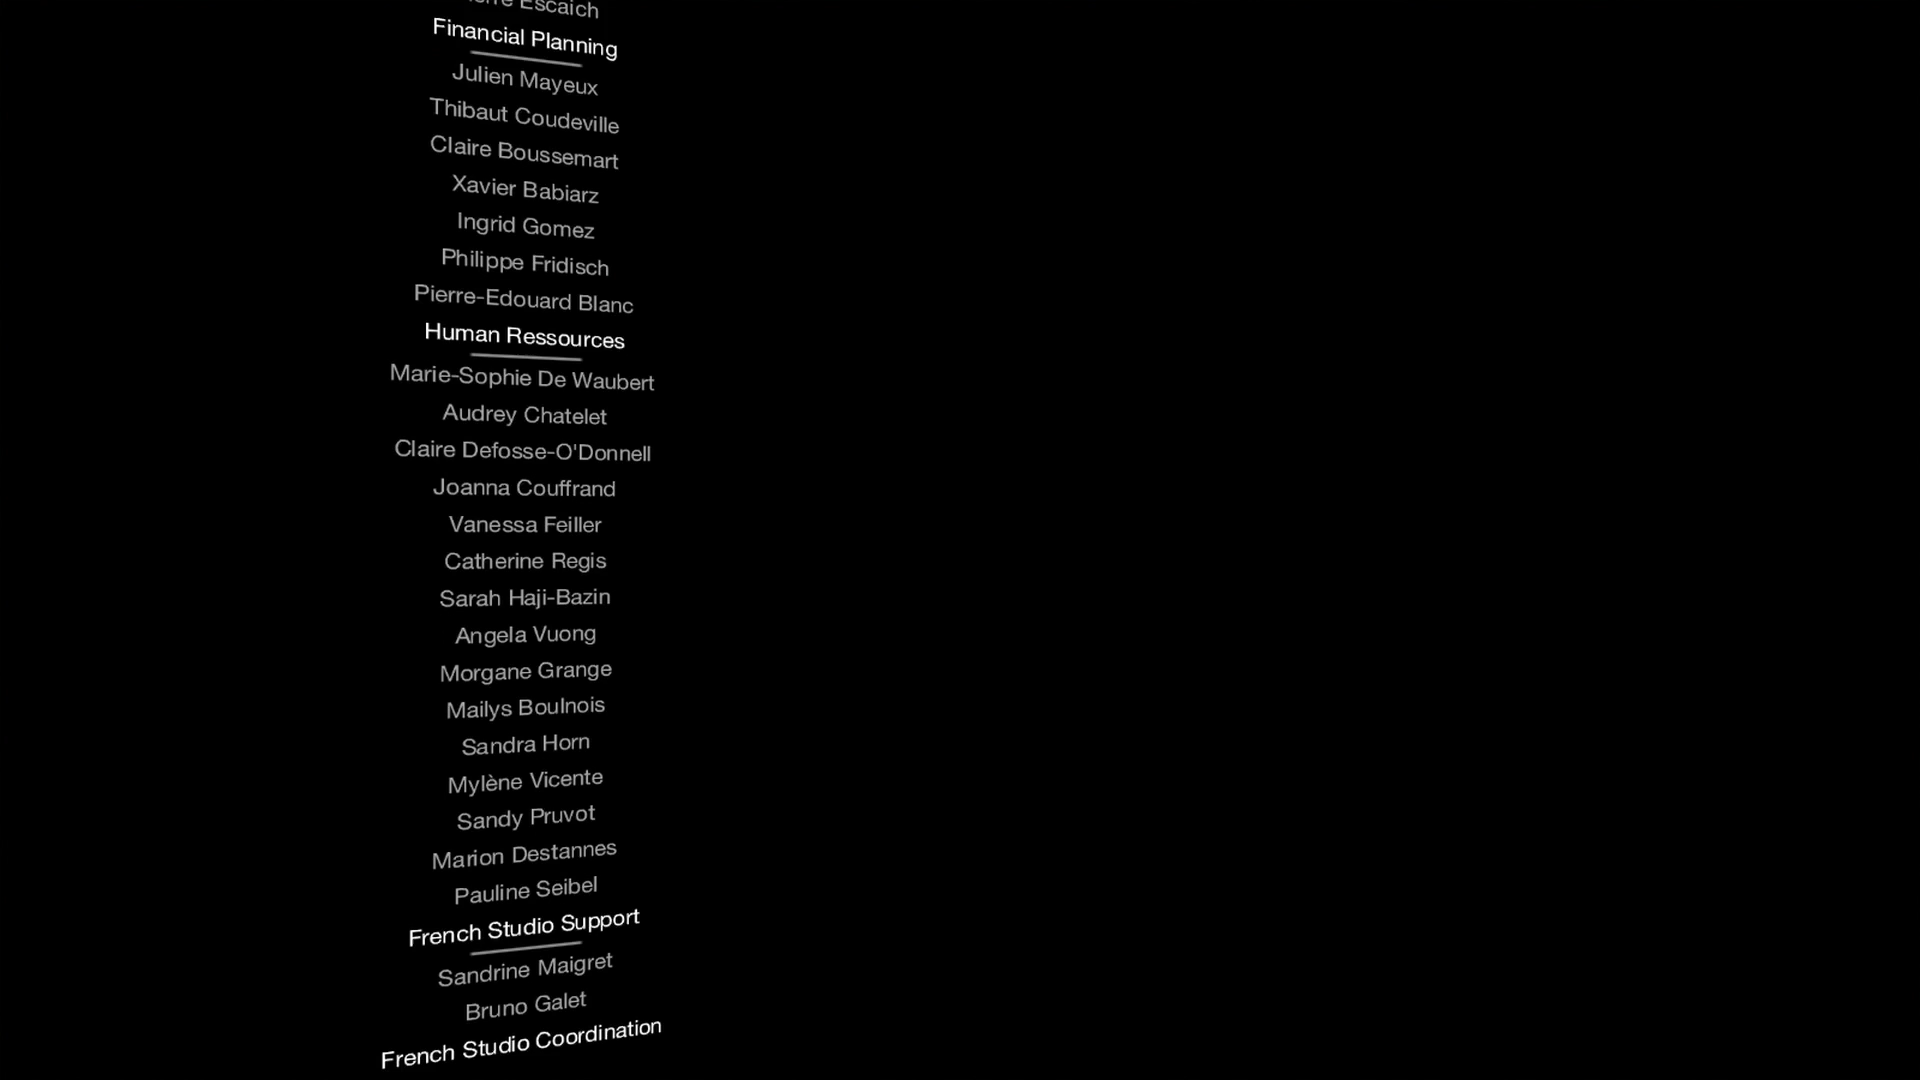 Escaich
Financial Planning
Julien Mayeux
Thibaut Coudeville
Claire Boussemart
Xavier Babiarz
Ingrid Gomez
Philippe Fridisch
Pierre-Edouard Blanc
Human Ressources
Marie-Sophie De Waubert
Audrey Chatelet
Claire Defosse-O'Donnell
Joanna Couffrand
Vanessa Feiller
Catherine Regis
Sarah Haji-Bazin
Angela Vuong
Morgane Grange
Mailys Boulnois
Sandra Horn
Mylène Vicente
Sandy Pruvot
Marion Destannes
Pauline Seibel
French Studio Support
Sandrine Maigret
Bruno Galet
French Studio Coordination